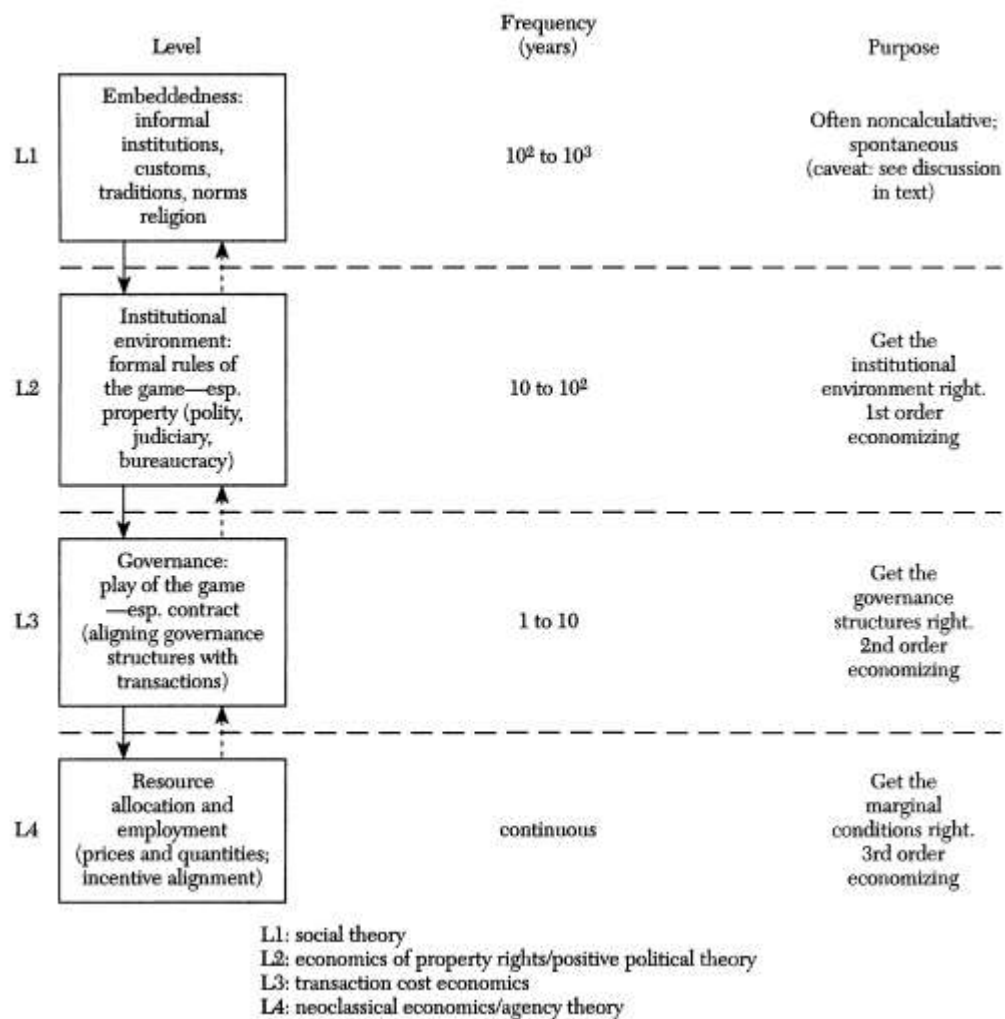 Level
Frequency
(years)
Purpose
L1
Embeddedness:
informal
institutions,
customs,
traditions, norms
religion
10² to 10³
Often noncalculative;
spontaneous
(caveat: see discussion
in text)
L2
Institutional
environment:
formal rules of
the game—esp.
property (polity,
judiciary,
bureaucracy)
10 to 10²
Get the
institutional
environment right.
1st order
economizing
L3
Governance:
play of the game
—esp. contract
(aligning governance
structures with
transactions)
1 to 10
Get the
governance
structures right.
2nd order
economizing
L4
Resource
allocation and
employment
(prices and quantities;
incentive alignment)
continuous
Get the
marginal
conditions right.
3rd order
economizing
L1: social theory
L2: economics of property rights/positive political theory
L3: transaction cost economics
L4: neoclassical economics/agency theory